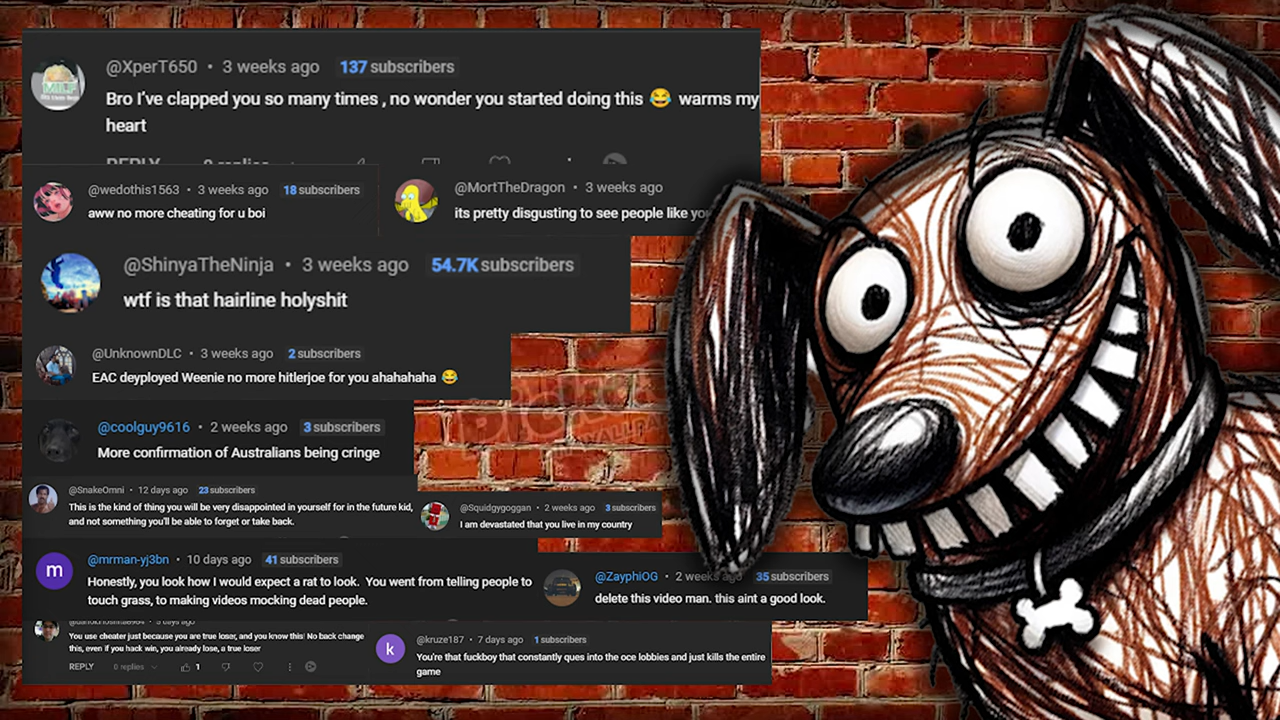 @XperT650 • 3 weeks ago 137 subscribers
Bro I've clapped you so many times , no wonder you started doing this 😂 warms my
heart
REPLY 0 replies
@wedothis1563 • 3 weeks ago 18 subscribers
aww no more cheating for u boi
@MortTheDragon • 3 weeks ago
its pretty disgusting to see people like you
@ShinyaTheNinja • 3 weeks ago 54.7K subscribers
wtf is that hairline holyshit
@UnknownDLC • 3 weeks ago 2 subscribers
EAC deyployed Weenie no more hitlerjoe for you ahahahaha 😂
@coolguy9616 • 2 weeks ago 3 subscribers
More confirmation of Australians being cringe
@SnakeOmni • 12 days ago 23 subscribers
This is the kind of thing you will be very disappointed in yourself for in the future kid,
and not something you'll be able to forget or take back.
@Squidgygoggan • 2 weeks ago 3 subscribers
I am devastated that you live in my country
m
@mrman-yj3bn • 10 days ago 41 subscribers
Honestly, you look how I would expect a rat to look. You went from telling people to
touch grass, to making videos mocking dead people.
@ZayphiOG • 2 weeks ago 35 subscribers
delete this video man. this aint a good look.
5 days ago
You use cheater just because you are true loser, and you know this! No back change
this, even if you hack win, you already lose, a true loser
REPLY 0 replies 1
k
@kruze187 • 7 days ago 1 subscribers
You're that fuckboy that constantly ques into the oce lobbies and just kills the entire
game